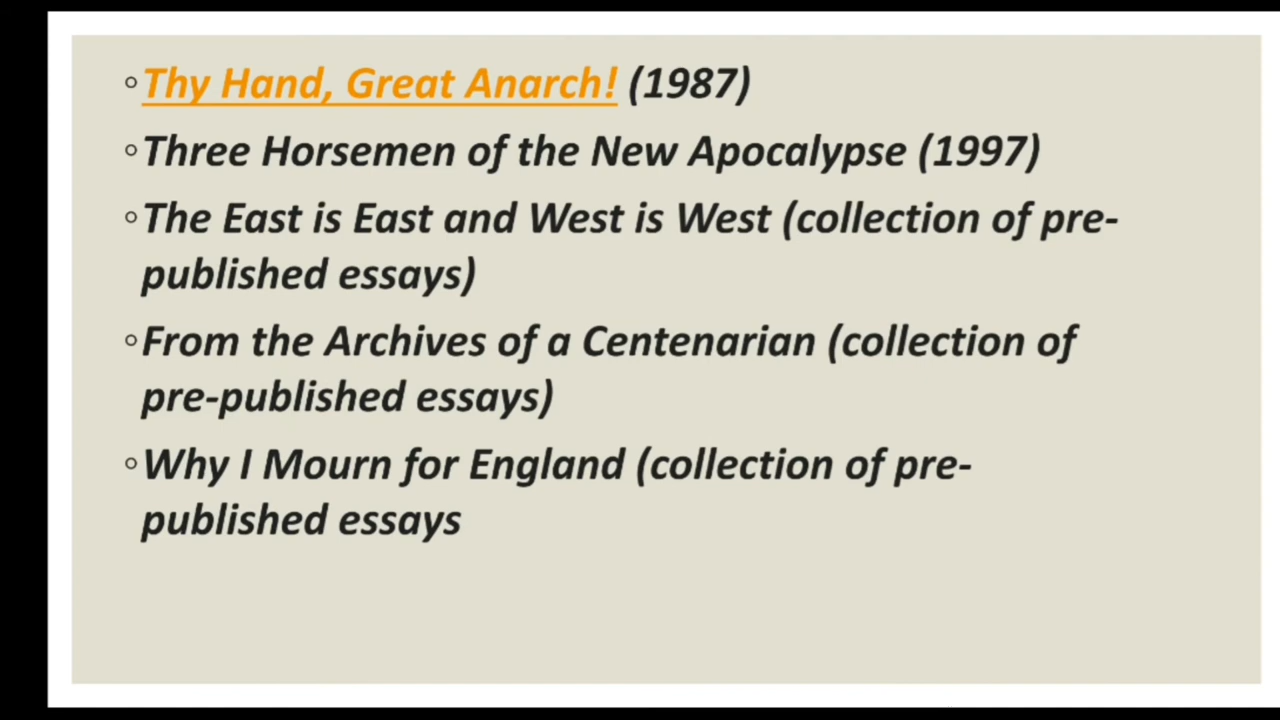 ◦Thy Hand, Great Anarch! (1987)
◦Three Horsemen of the New Apocalypse (1997)
◦The East is East and West is West (collection of pre-
published essays)
◦From the Archives of a Centenarian (collection of
pre-published essays)
◦Why I Mourn for England (collection of pre-
published essays